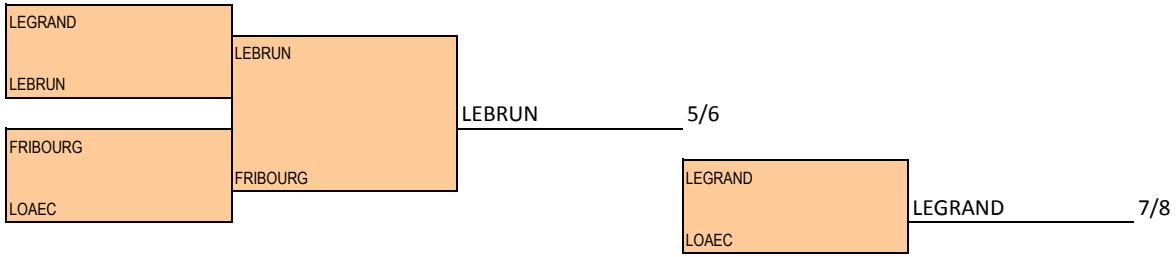 LEGRAND
LEBRUN
LEBRUN
LEBRUN 5/6
FRIBOURG
FRIBOURG
LOAEC
LEGRAND
LEGRAND 7/8
LOAEC